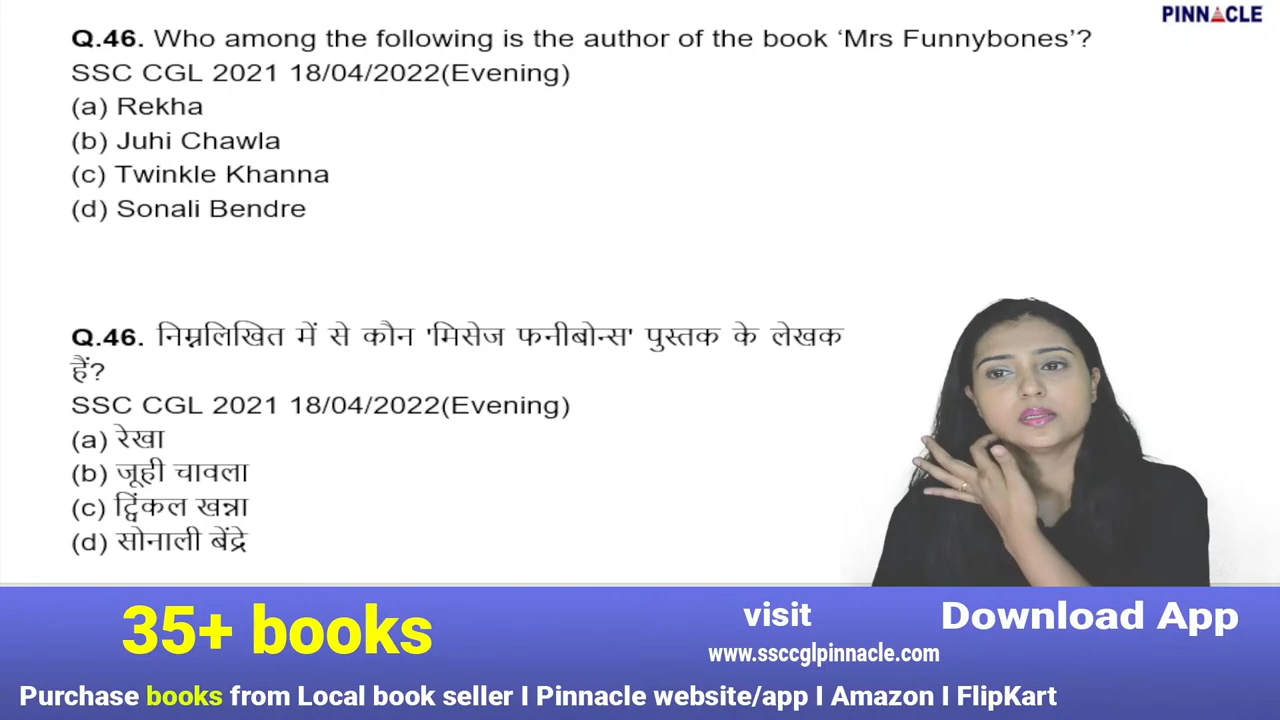 PINNACLE
Q.46. Who among the following is the author of the book ‘Mrs Funnybones’?
SSC CGL 2021 18/04/2022(Evening)
(a) Rekha
(b) Juhi Chawla
(c) Twinkle Khanna
(d) Sonali Bendre
Q.46. निम्नलिखित में से कौन 'मिसेज फनीबोन्स' पुस्तक के लेखक
हैं?
SSC CGL 2021 18/04/2022(Evening)
(a) रेखा
(b) जूही चावला
(c) ट्विंकल खन्ना
(d) सोनाली बेंद्रे
35+ books
visit
www.ssccglpinnacle.com
Download App
Purchase books from Local book seller I Pinnacle website/app I Amazon I FlipKart